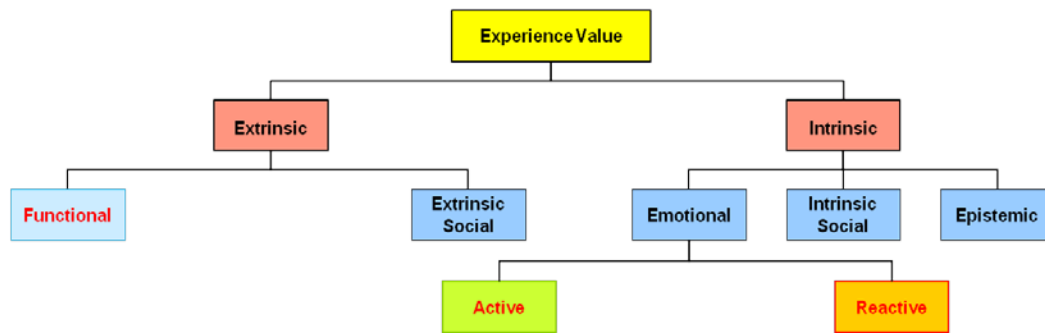 Experience Value
Extrinsic
Intrinsic
Functional
Extrinsic
Social
Emotional
Intrinsic
Social
Epistemic
Active
Reactive